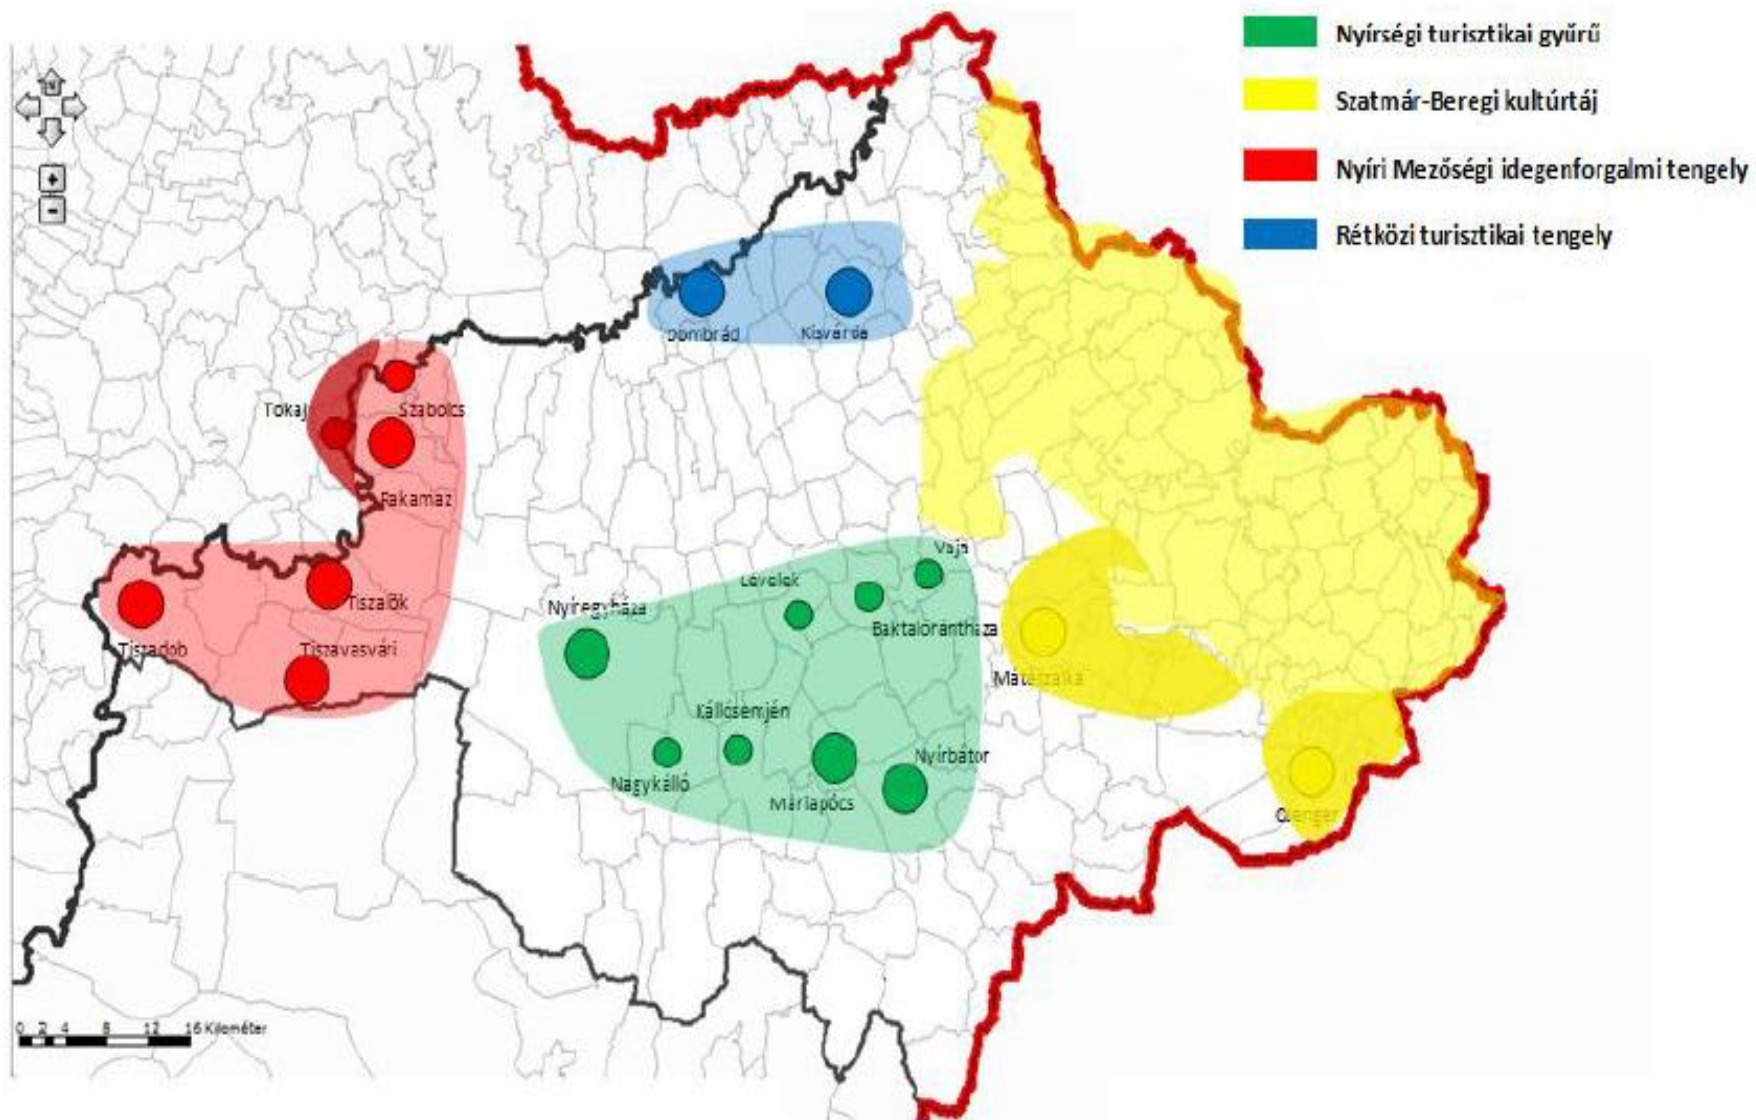 Nyírségi turisztikai gyűrű
Szatmár-Beregi kultúrtáj
Nyíri Mezőségi idegenforgalmi tengely
Rétközi turisztikai tengely
N
+
-
Dombrád
Kisvárda
Tokaj
Szabolcs
Rakamaz
Vaja
Levelek
Nyíregyháza
Tiszalök
Baktalórántháza
Tiszadob
Tiszavasvári
Mátészalka
Kállósemjén
Nyírbátor
Nagykálló
Máriapócs
Csenger
0 2 4 8 12 16 Kilométer